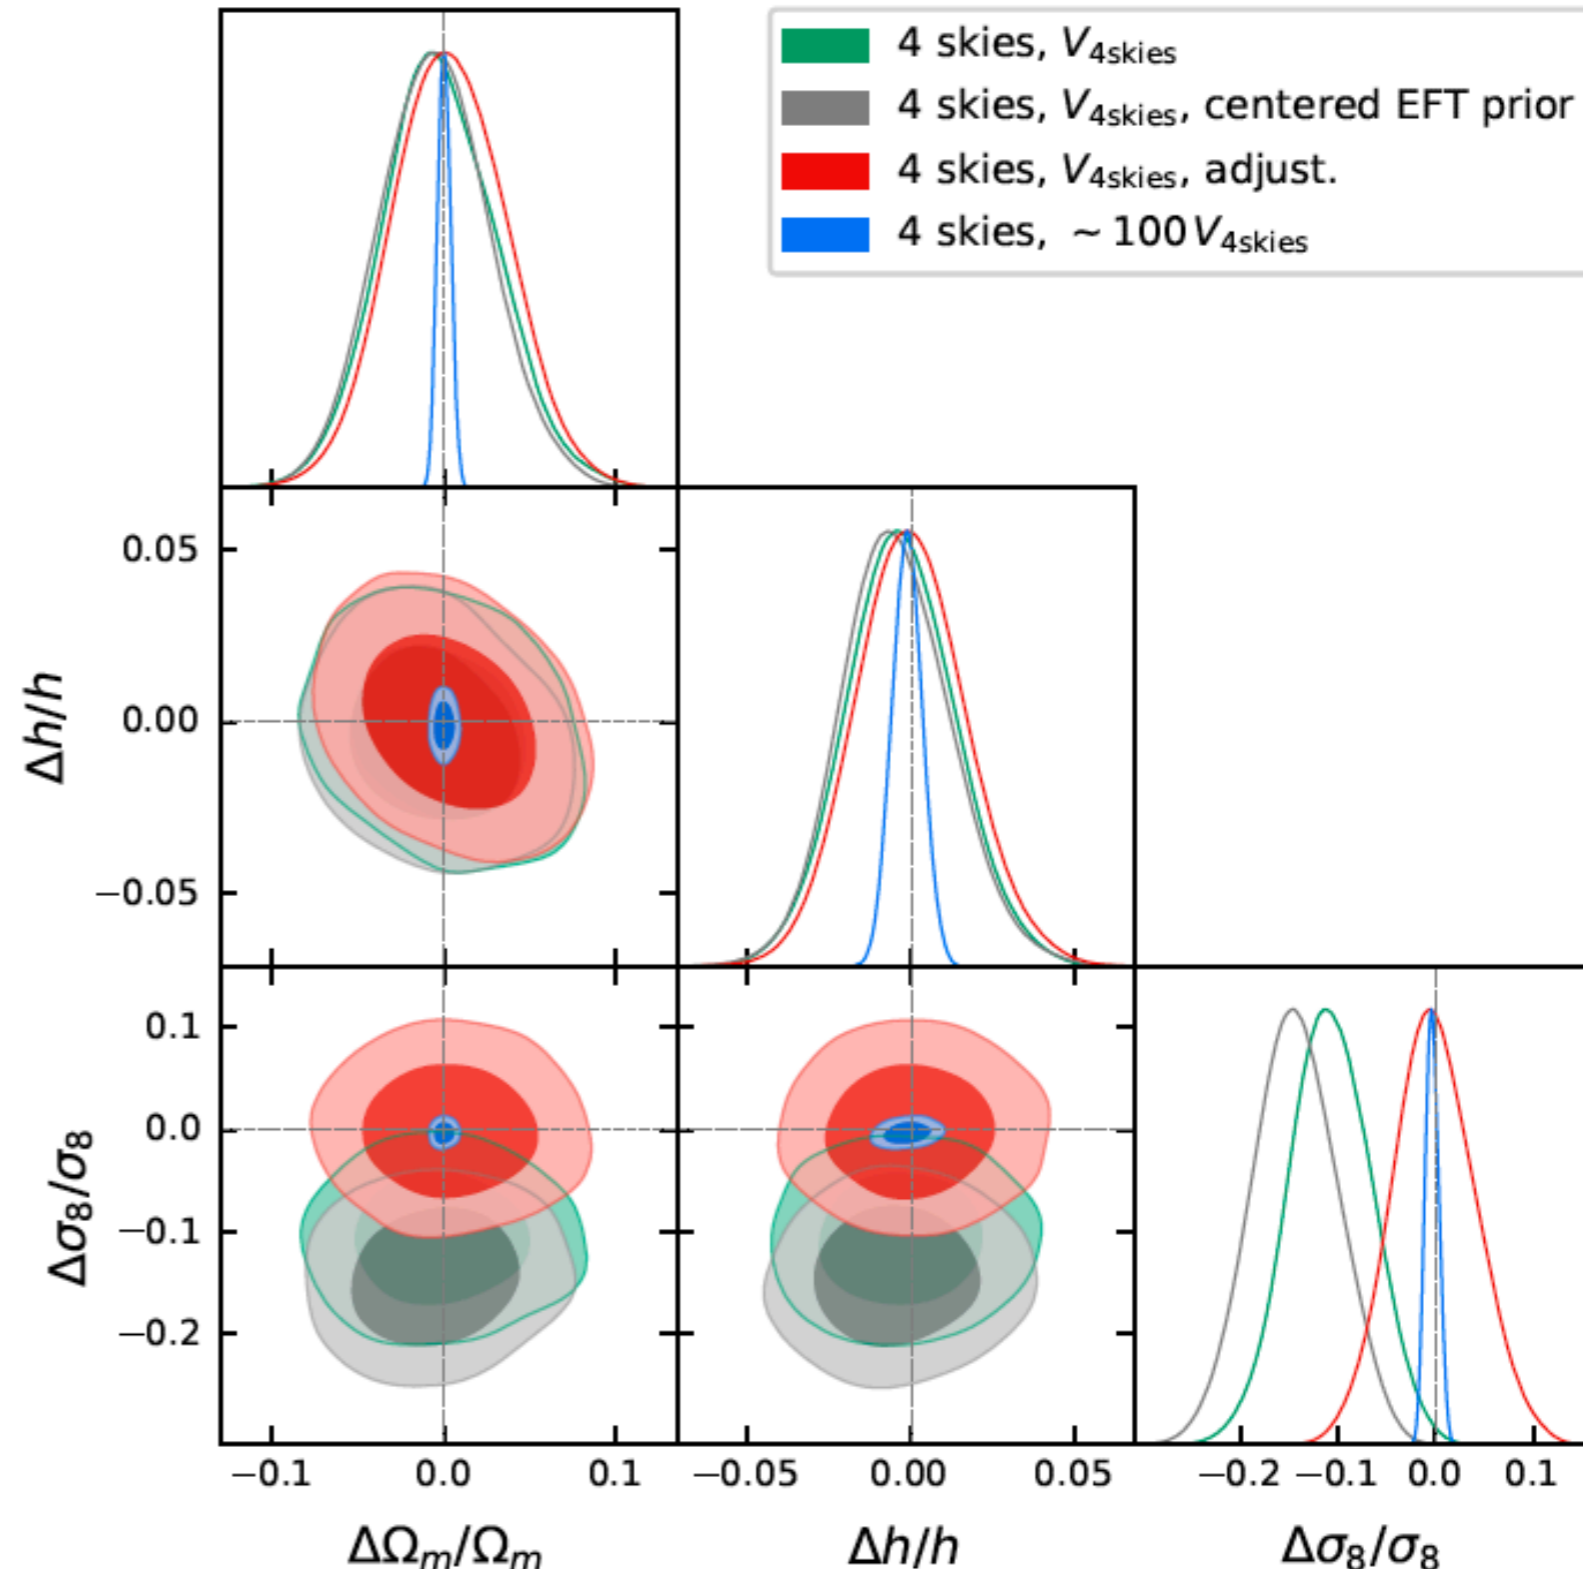 4 skies, V4skies
4 skies, V4skies, centered EFT prior
4 skies, V4skies, adjust.
4 skies, ~100V4skies
0.05
0.00
−0.05
Δh/h
0.1
0.0
−0.1
−0.2
Δσ8/σ8
−0.1 0.0 0.1
−0.05 0.00 0.05
−0.2 −0.1 0.0 0.1
ΔΩm/Ωm
Δh/h
Δσ8/σ8